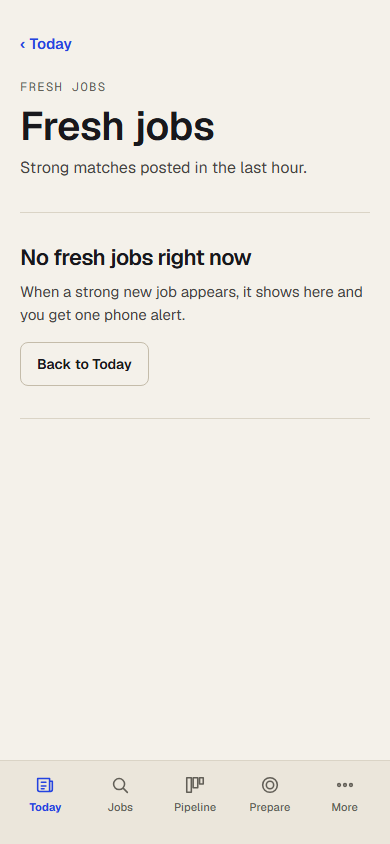 ‹ Today
FRESH JOBS
Fresh jobs
Strong matches posted in the last hour.
No fresh jobs right now
When a strong new job appears, it shows here and
you get one phone alert.
Back to Today
Today
Jobs
Pipeline
Prepare
More